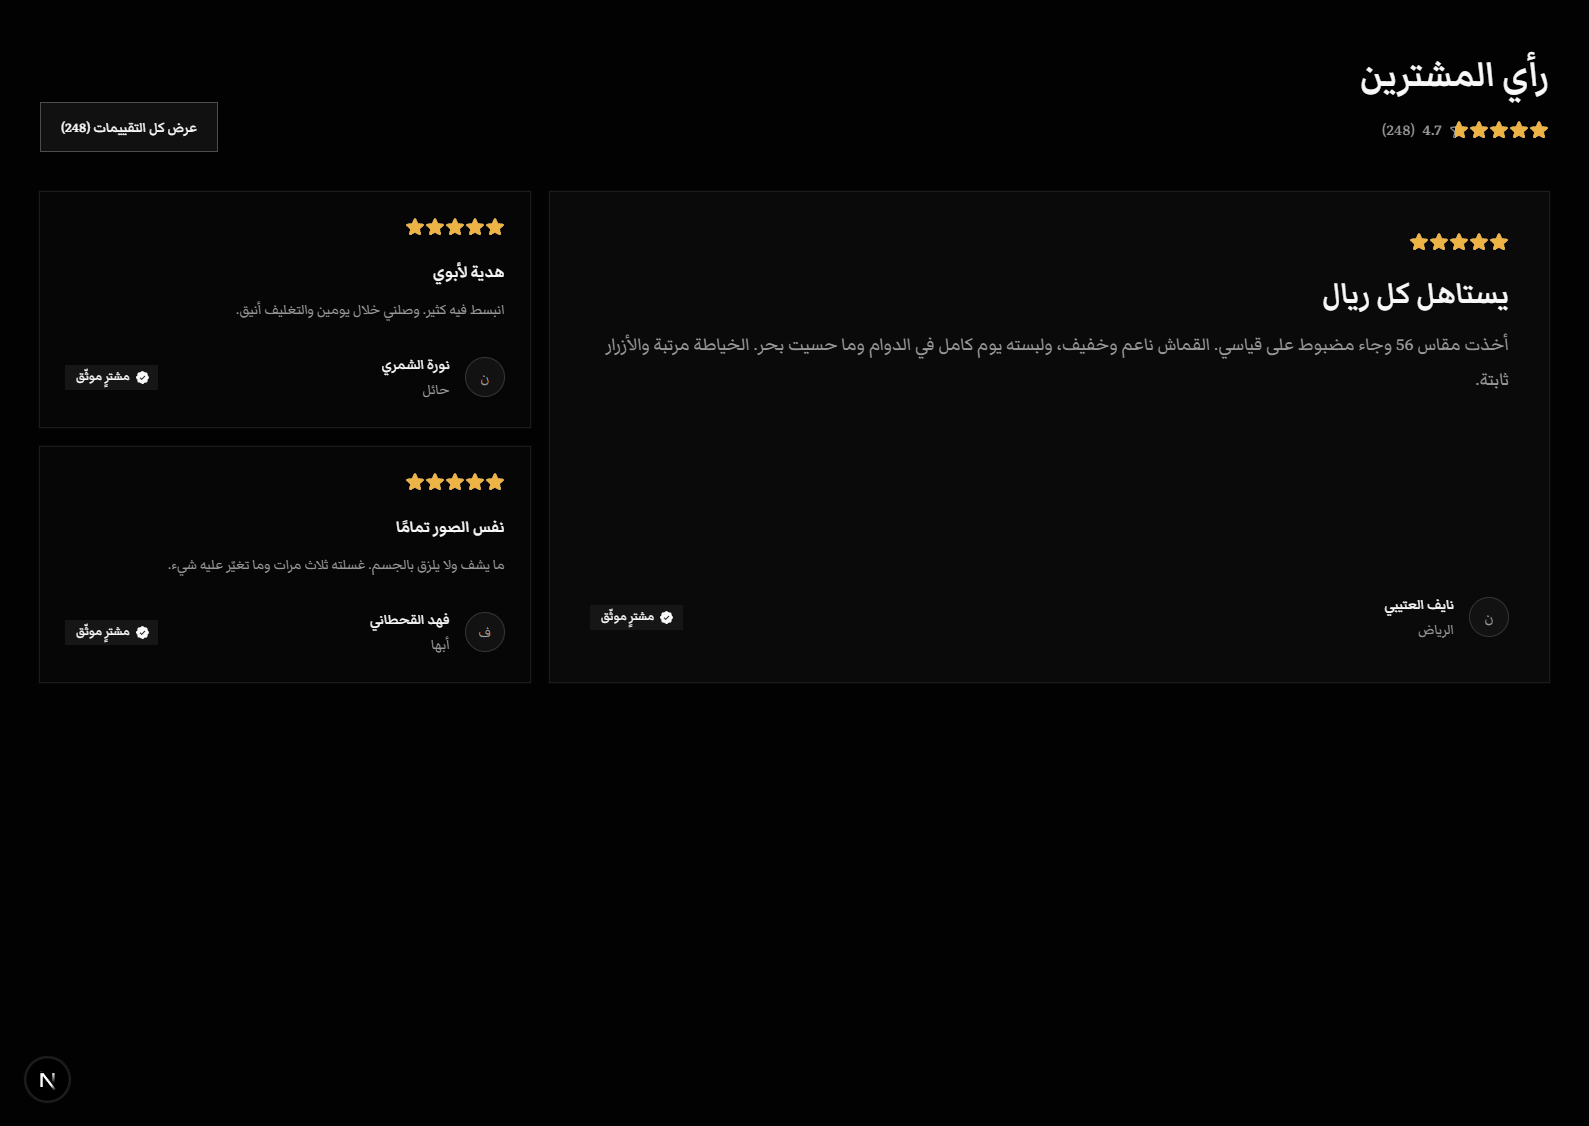 رأي المشترين
4.7 (248)
عرض كل التقييمات (248)
يستاهل كل ريال
أخذت مقاس 56 وجاء مضبوط على قياسي. القماش ناعم وخفيف، ولبسته يوم كامل في الدوام وما حسيت بحر. الخياطة مرتبة والأزرار
ثابتة.
ن
نايف العتيبي
الرياض
مشترٍ موثّق
هدية لأبوي
انبسط فيه كثير. وصلني خلال يومين والتغليف أنيق.
ن
نورة الشمري
حائل
مشترٍ موثّق
نفس الصور تمامًا
ما يشف ولا يلزق بالجسم. غسلته ثلاث مرات وما تغيّر عليه شيء.
ف
فهد القحطاني
أبها
مشترٍ موثّق
N